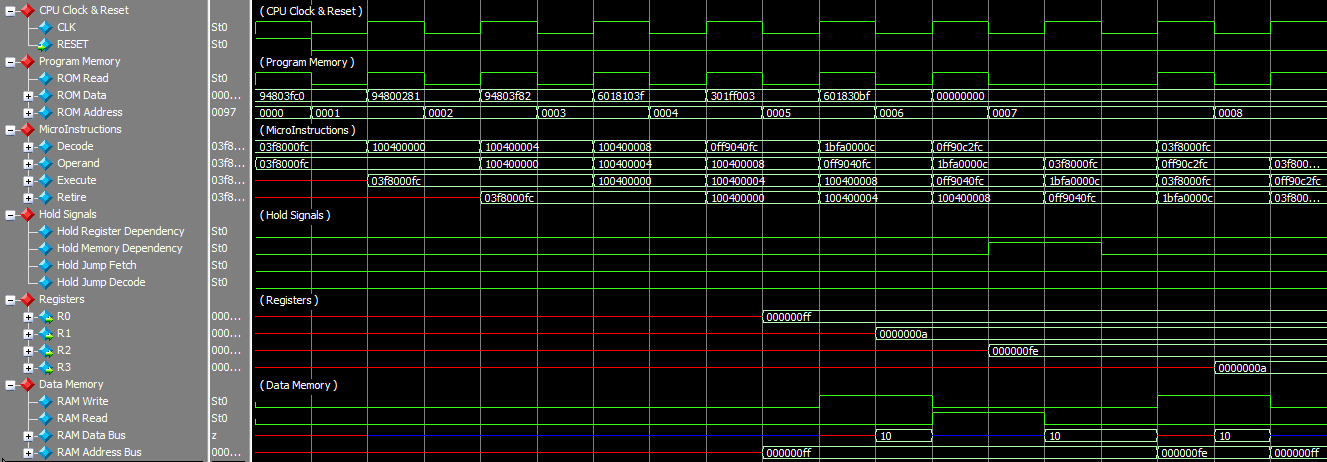 CPU Clock & Reset ( CPU Clock & Reset )
CLK St0
RESET St0
Program Memory ( Program Memory )
ROM Read St0
ROM Data 000... 94803fc0 94800281 94803f82 6018103f 301ff003 601830bf 00000000
ROM Address 0097 0000 0001 0002 0003 0004 0005 0006 0007 0008
MicroInstructions ( MicroInstructions )
Decode 03f8... 03f8000fc 100400000 100400004 100400008 0ff9040fc 1bfa0000c 0ff90c2fc 03f8000fc
Operand 03f8... 03f8000fc 100400000 100400004 100400008 0ff9040fc 1bfa0000c 03f8000fc 0ff90c2fc 03f800...
Execute 03f8... 03f8000fc 100400000 100400004 100400008 0ff9040fc 1bfa0000c 03f8000fc 0ff90c2fc
Retire 03f8... 03f8000fc 100400000 100400004 100400008 0ff9040fc 1bfa0000c 03f800...
Hold Signals ( Hold Signals )
Hold Register Dependency St0
Hold Memory Dependency St0
Hold Jump Fetch St0
Hold Jump Decode St0
Registers ( Registers )
R0 000... 000000ff
R1 000... 0000000a
R2 000... 000000fe
R3 000... 0000000a
Data Memory ( Data Memory )
RAM Write St0
RAM Read St0
RAM Data Bus z 10 10 10
RAM Address Bus 000... 000000ff 000000fe 000000ff